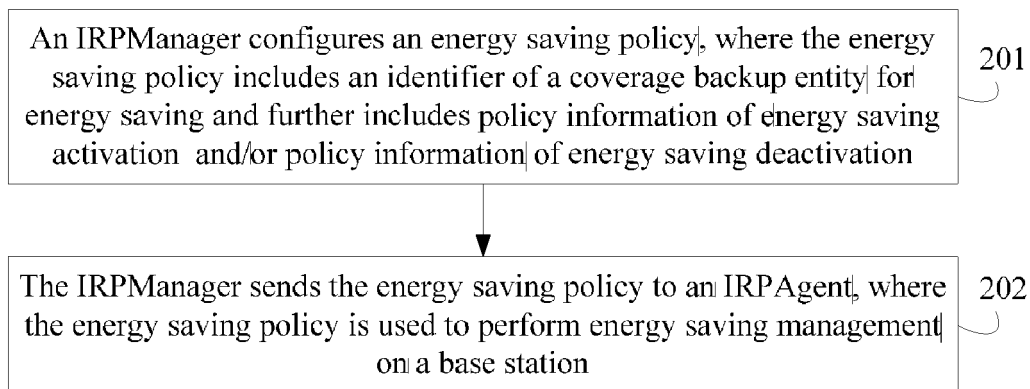 An IRPManager configures an energy saving policy, where the energy
saving policy includes an identifier of a coverage backup entity for
energy saving and further includes policy information of energy saving
activation and/or policy information of energy saving deactivation
201
The IRPManager sends the energy saving policy to an IRPAgent, where
the energy saving policy is used to perform energy saving management
on a base station
202